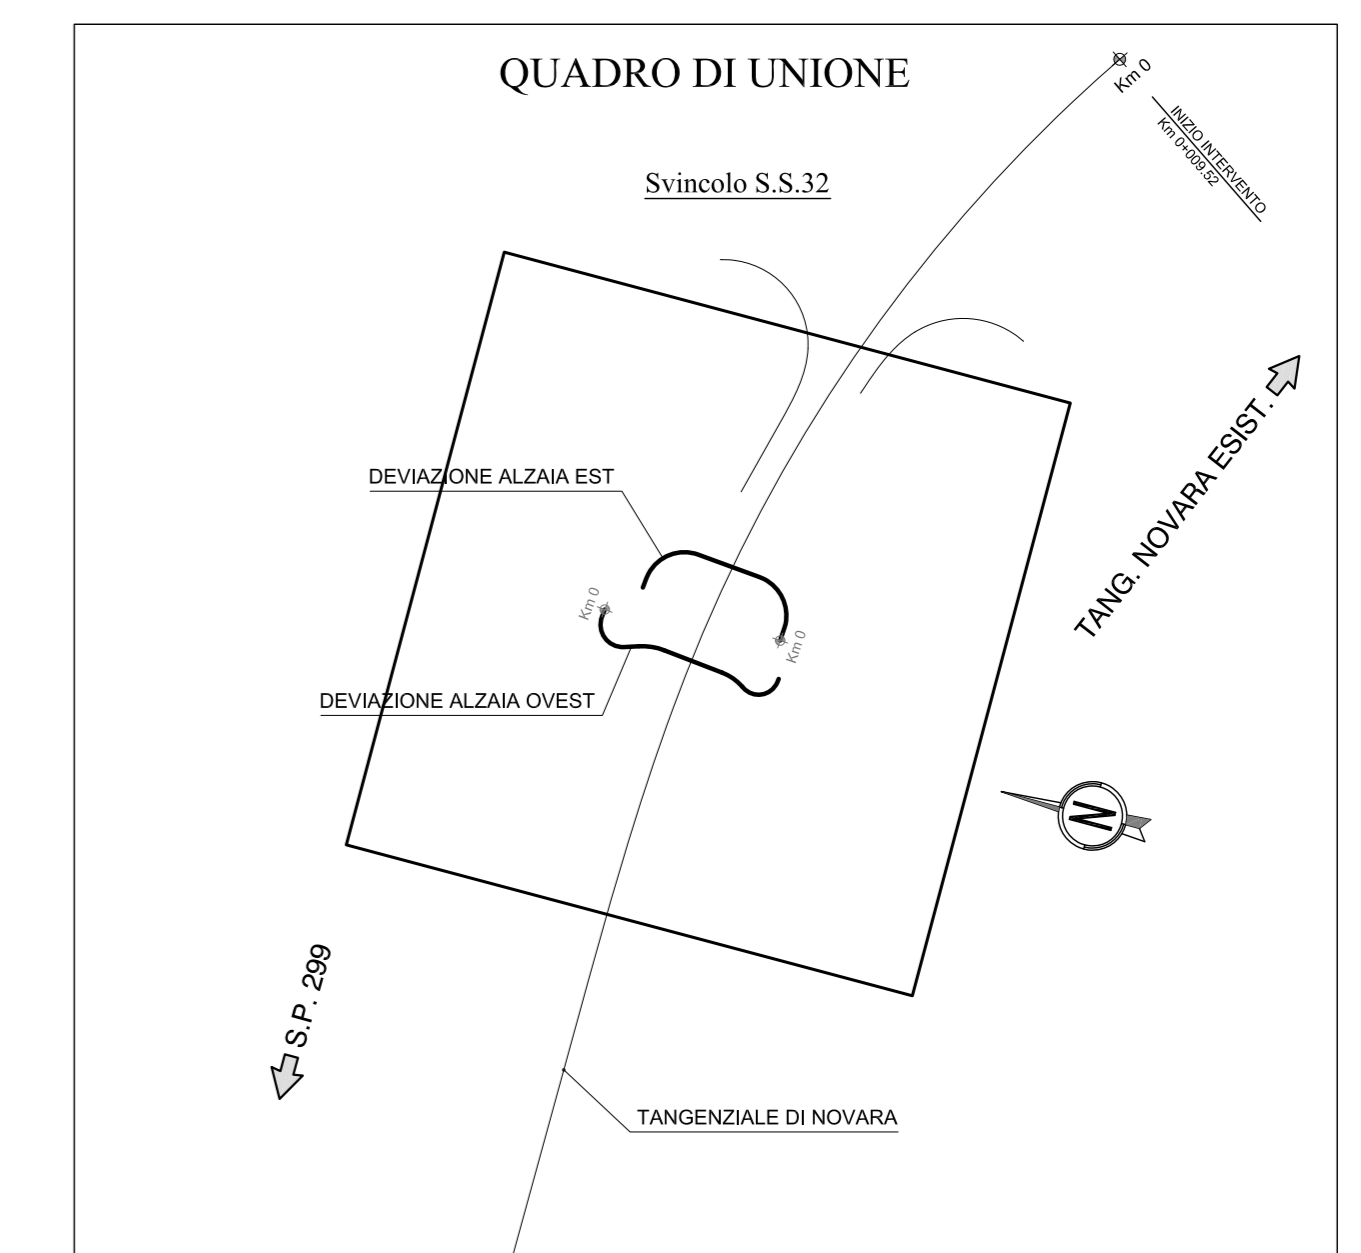 QUADRO DI UNIONE
Km 0
INIZIO INTERVENTO
Km 0+009.52
Svincolo S.S.32
TANG. NOVARA ESIST.
DEVIAZIONE ALZAIA EST
Km 0
Km 0
DEVIAZIONE ALZAIA OVEST
N
S.P. 299
TANGENZIALE DI NOVARA